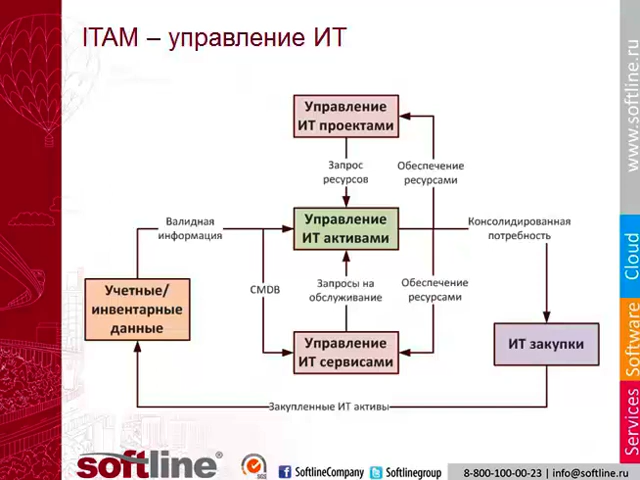 ITAM – управление ИТ
Управление
ИТ проектами
Запрос
ресурсов
Обеспечение
ресурсами
Управление
ИТ активами
Валидная
информация
Консолидированная
потребность
CMDB
Запросы на
обслуживание
Обеспечение
ресурсами
Учетные/
инвентарные
данные
Управление
ИТ сервисами
ИТ закупки
Закупленные ИТ активы
softline®
SGS
SoftlineCompany
Softlinegroup
8-800-100-00-23 | info@softline.ru
www.softline.ru
Cloud
Software
Services